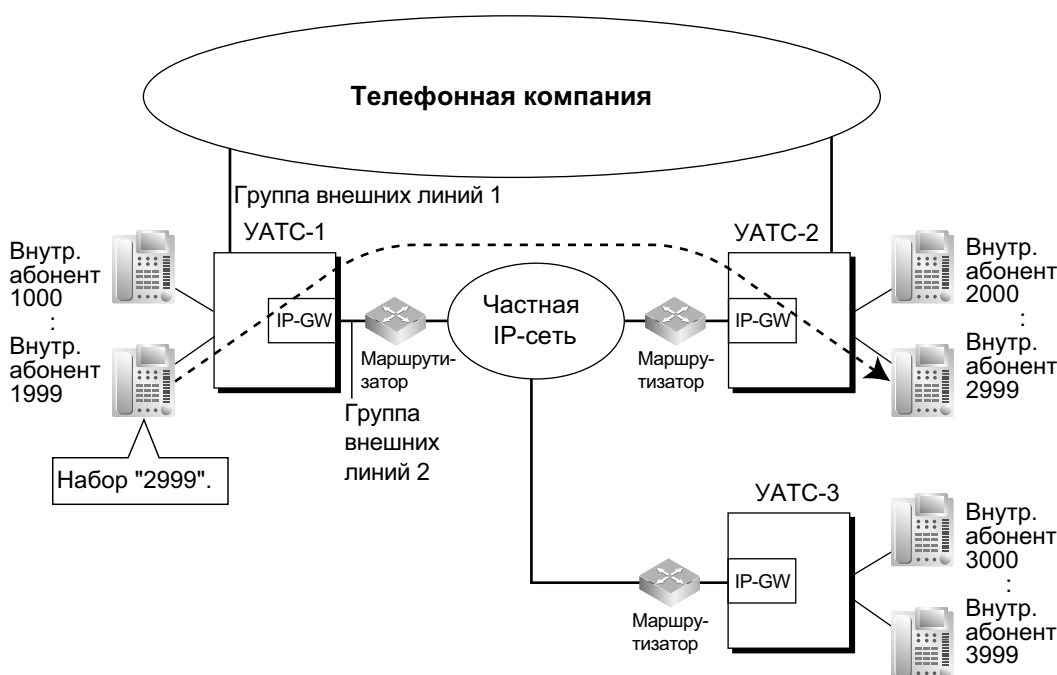 Телефонная компания
Группа внешних линий 1
УАТС-1
УАТС-2
Внутр.
абонент
1000
:
Внутр.
абонент
1999
IP-GW
Маршрути-
затор
Частная
IP-сеть
Маршру-
тизатор
IP-GW
Внутр.
абонент
2000
:
Внутр.
абонент
2999
Группа
внешних
линий 2
Набор "2999".
УАТС-3
Маршру-
тизатор
IP-GW
Внутр.
абонент
3000
:
Внутр.
абонент
3999